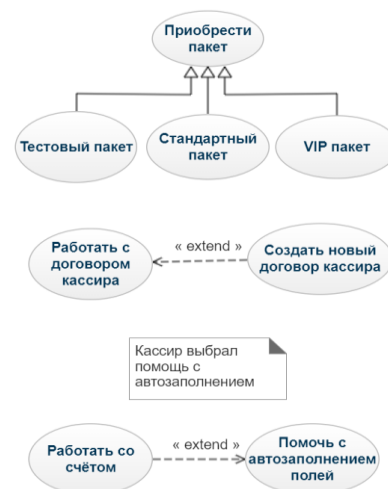 Приобрести
пакет
Тестовый пакет
Стандартный
пакет
VIP пакет
Работать с
договором
кассира
« extend »
Создать новый
договор кассира
Кассир выбрал
помощь с
автозаполнением
Работать со
счётом
« extend »
Помочь с
автозаполнением
полей